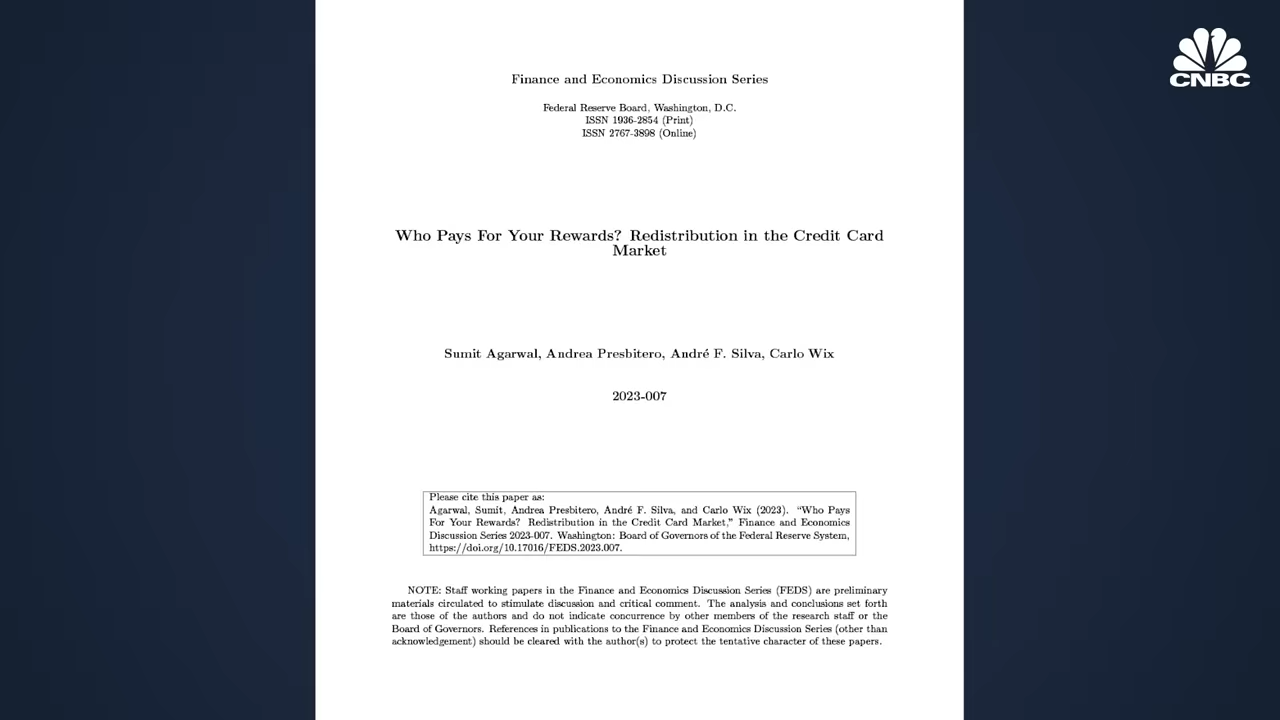 CNBC
Finance and Economics Discussion Series
Federal Reserve Board, Washington, D.C.
ISSN 1936-2854 (Print)
ISSN 2767-3898 (Online)
Who Pays For Your Rewards? Redistribution in the Credit Card
Market
Sumit Agarwal, Andrea Presbitero, André F. Silva, Carlo Wix
2023-007
Please cite this paper as:
Agarwal, Sumit, Andrea Presbitero, André F. Silva, and Carlo Wix (2023). “Who Pays
For Your Rewards? Redistribution in the Credit Card Market,” Finance and Economics
Discussion Series 2023-007. Washington: Board of Governors of the Federal Reserve System,
https://doi.org/10.17016/FEDS.2023.007.
NOTE: Staff working papers in the Finance and Economics Discussion Series (FEDS) are preliminary
materials circulated to stimulate discussion and critical comment. The analysis and conclusions set forth
are those of the authors and do not indicate concurrence by other members of the research staff or the
Board of Governors. References in publications to the Finance and Economics Discussion Series (other than
acknowledgement) should be cleared with the author(s) to protect the tentative character of these papers.